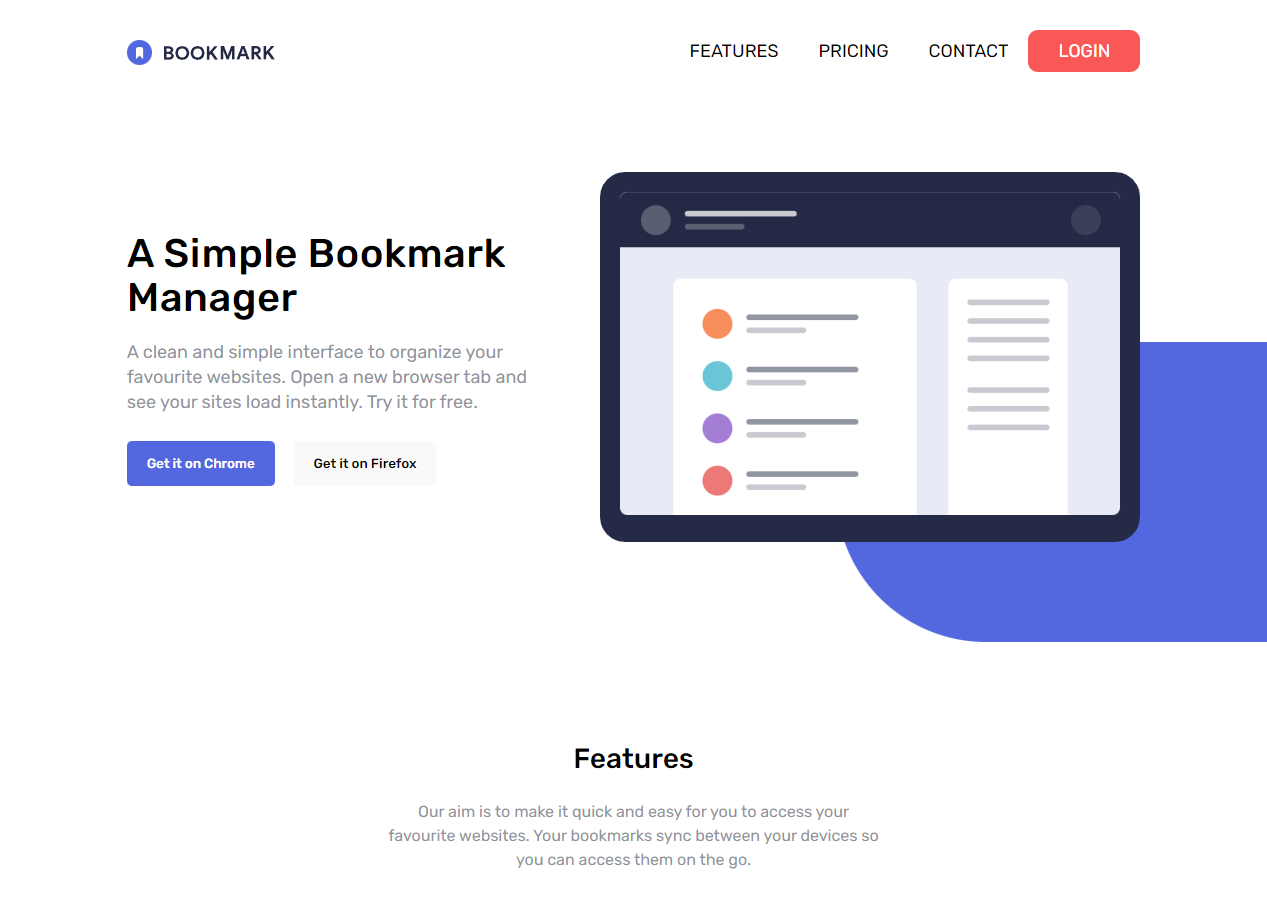 BOOKMARK
FEATURES PRICING CONTACT LOGIN
A Simple Bookmark
Manager
A clean and simple interface to organize your
favourite websites. Open a new browser tab and
see your sites load instantly. Try it for free.
Get it on Chrome Get it on Firefox
Features
Our aim is to make it quick and easy for you to access your
favourite websites. Your bookmarks sync between your devices so
you can access them on the go.